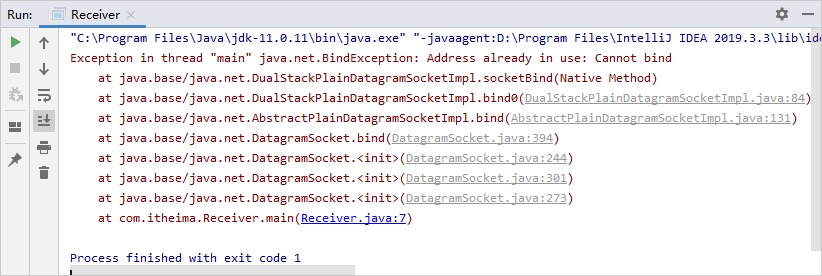 Run: Receiver
"C:\Program Files\Java\jdk-11.0.11\bin\java.exe" "-javaagent:D:\Program Files\IntelliJ IDEA 2019.3.3\lib\ide
Exception in thread "main" java.net.BindException: Address already in use: Cannot bind
at java.base/java.net.DualStackPlainDatagramSocketImpl.socketBind(Native Method)
at java.base/java.net.DualStackPlainDatagramSocketImpl.bind0(DualStackPlainDatagramSocketImpl.java:84)
at java.base/java.net.AbstractPlainDatagramSocketImpl.bind(AbstractPlainDatagramSocketImpl.java:131)
at java.base/java.net.DatagramSocket.bind(DatagramSocket.java:394)
at java.base/java.net.DatagramSocket.<init>(DatagramSocket.java:244)
at java.base/java.net.DatagramSocket.<init>(DatagramSocket.java:301)
at java.base/java.net.DatagramSocket.<init>(DatagramSocket.java:273)
at com.itheima.Receiver.main(Receiver.java:7)
Process finished with exit code 1